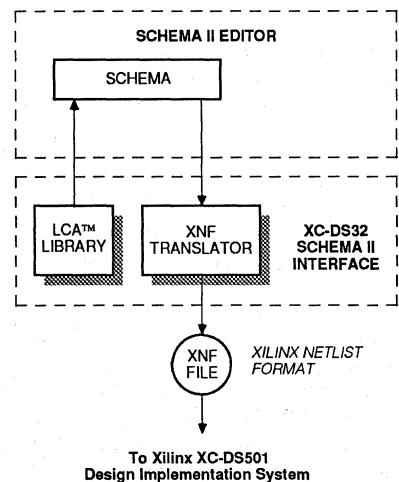 SCHEMA II EDITOR
SCHEMA
LCA™
LIBRARY
XNF
TRANSLATOR
XC-DS32
SCHEMA II
INTERFACE
XNF
FILE
XILINX NETLIST
FORMAT
To Xilinx XC-DS501
Design Implementation System